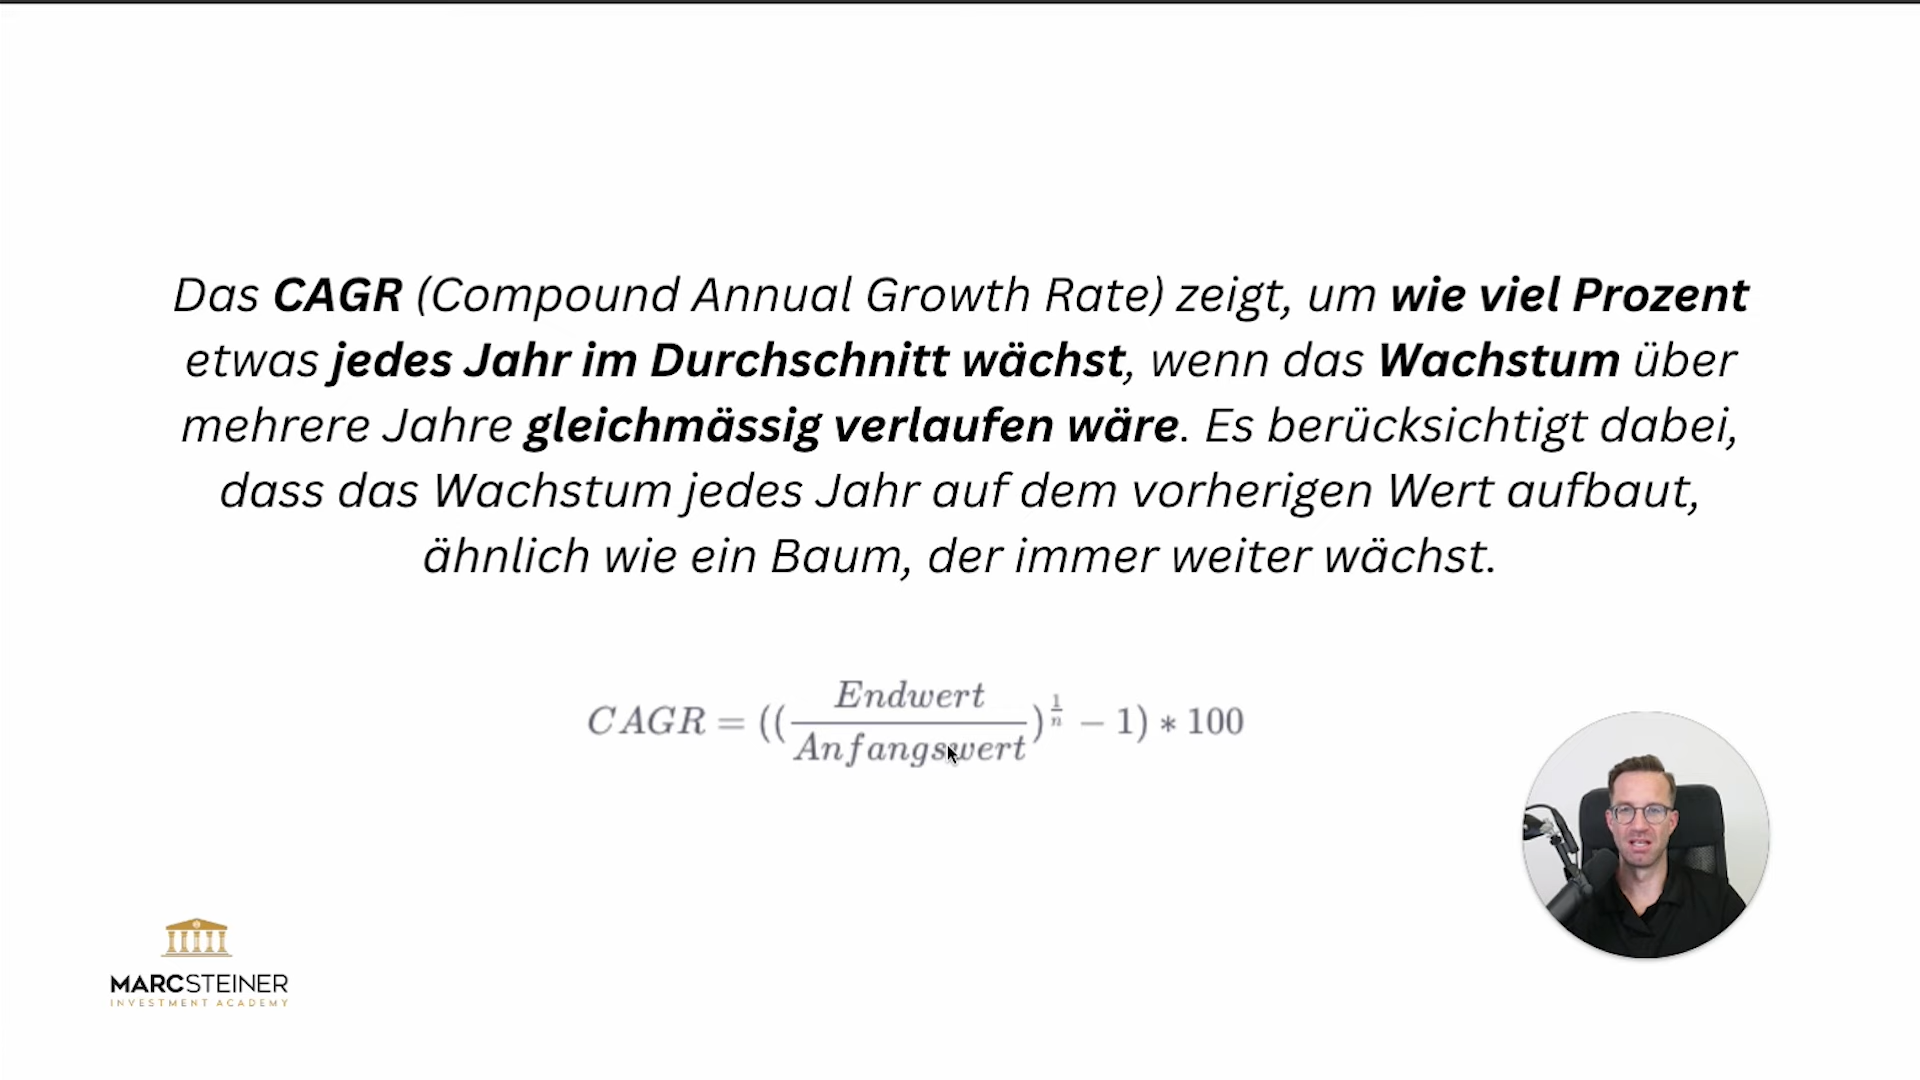 Das CAGR (Compound Annual Growth Rate) zeigt, um wie viel Prozent
etwas jedes Jahr im Durchschnitt wächst, wenn das Wachstum über
mehrere Jahre gleichmässig verlaufen wäre. Es berücksichtigt dabei,
dass das Wachstum jedes Jahr auf dem vorherigen Wert aufbaut,
ähnlich wie ein Baum, der immer weiter wächst.
CAGR = ((Endwert/Anfangswert)^(1/n) − 1) * 100
MARCSTEINER
INVESTMENT ACADEMY